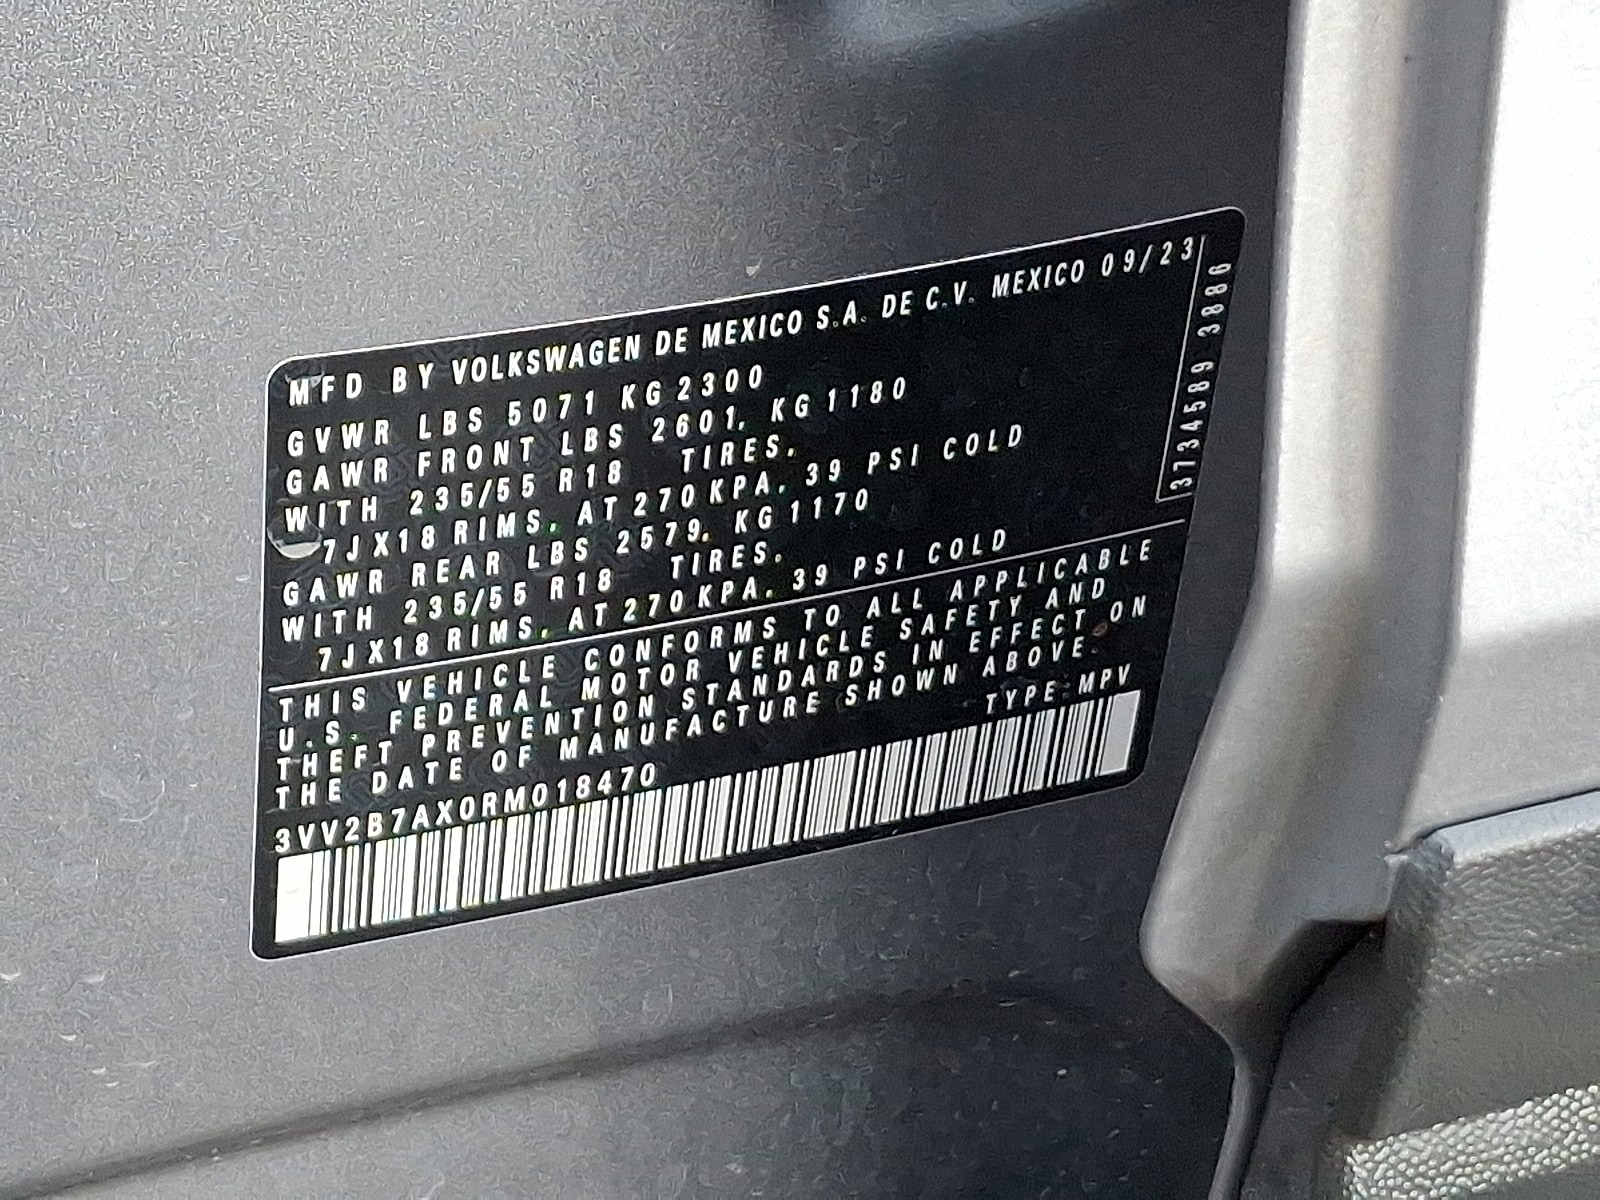 MFD BY VOLKSWAGEN DE MEXICO S.A. DE C.V. MEXICO 09/23
GVWR LBS 5071 KG 2300
GAWR FRONT LBS 2601. KG 1180
WITH 235/55 R18 TIRES.
7JX18 RIMS. AT 270 KPA. 39 PSI COLD
GAWR REAR LBS 2579. KG 1170
WITH 235/55 R18 TIRES.
7JX18 RIMS. AT 270 KPA. 39 PSI COLD
THIS VEHICLE CONFORMS TO ALL APPLICABLE
U.S. FEDERAL MOTOR VEHICLE SAFETY AND
THEFT PREVENTION STANDARDS IN EFFECT ON
THE DATE OF MANUFACTURE SHOWN ABOVE.
TYPE: MPV
3VV2B7AX0RM018470
3734589 3886